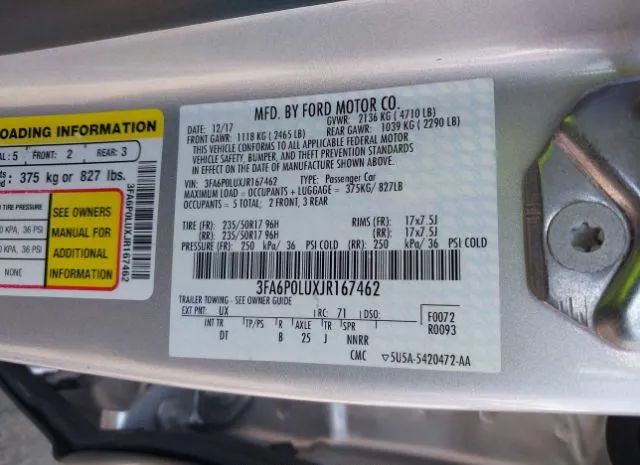 LOADING INFORMATION
AL: 5 FRONT: 2 REAR: 3
375 kg or 827 lbs.
TIRE PRESSURE
KPA, 36 PSI
KPA, 36 PSI
NONE
SEE OWNERS
MANUAL FOR
ADDITIONAL
INFORMATION
3FA6P0LUXJR167462
MFD. BY FORD MOTOR CO.
DATE: 12/17 GVWR: 2136 KG ( 4710 LB)
FRONT GAWR: 1118 KG ( 2465 LB) REAR GAWR: 1039 KG ( 2290 LB)
THIS VEHICLE CONFORMS TO ALL APPLICABLE FEDERAL MOTOR
VEHICLE SAFETY, BUMPER, AND THEFT PREVENTION STANDARDS
IN EFFECT ON THE DATE OF MANUFACTURE SHOWN ABOVE.
VIN: 3FA6P0LUXJR167462 TYPE: Passenger Car
MAXIMUM LOAD = OCCUPANTS + LUGGAGE = 375KG/ 827LB
OCCUPANTS = 5 TOTAL; 2 FRONT, 3 REAR
TIRE (FR): 235/50R17 96H RIMS (FR): 17x7.5J
(RR): 235/50R17 96H (RR): 17x7.5J
PRESSURE (FR): 250 kPa/ 36 PSI COLD (RR): 250 kPa/ 36 PSI COLD
3FA6P0LUXJR167462
TRAILER TOWING - SEE OWNER GUIDE
EXT PNT: UX RC: 71 DSO: F0072
INT TR TP/PS R AXLE TR SPR R0093
DT B 25 J NNRR
CMC ▽5U5A-5420472-AA